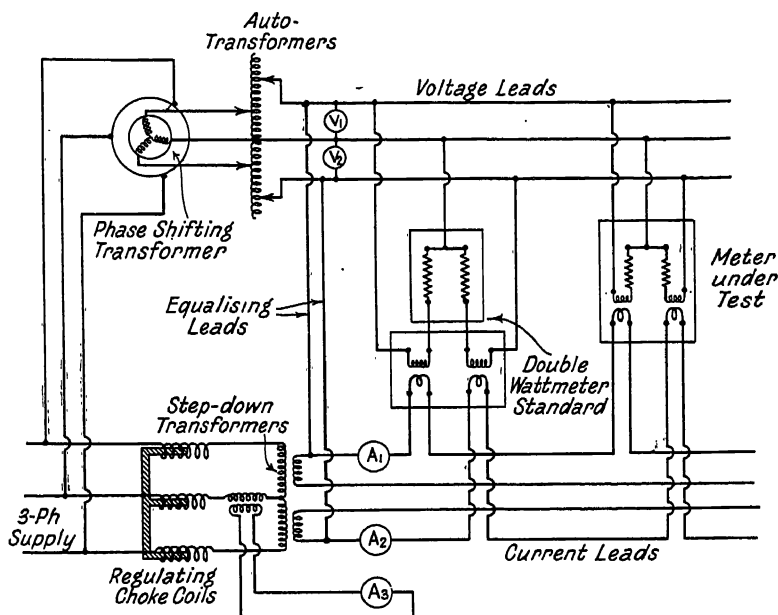 Auto-
Transformers
Voltage Leads
V1
V2
Phase Shifting
Transformer
Meter
under
Test
Equalising
Leads
Double
Wattmeter
Standard
Step-down
Transformers
A1
3-Ph
Supply
A2
Current Leads
Regulating
Choke Coils
A3